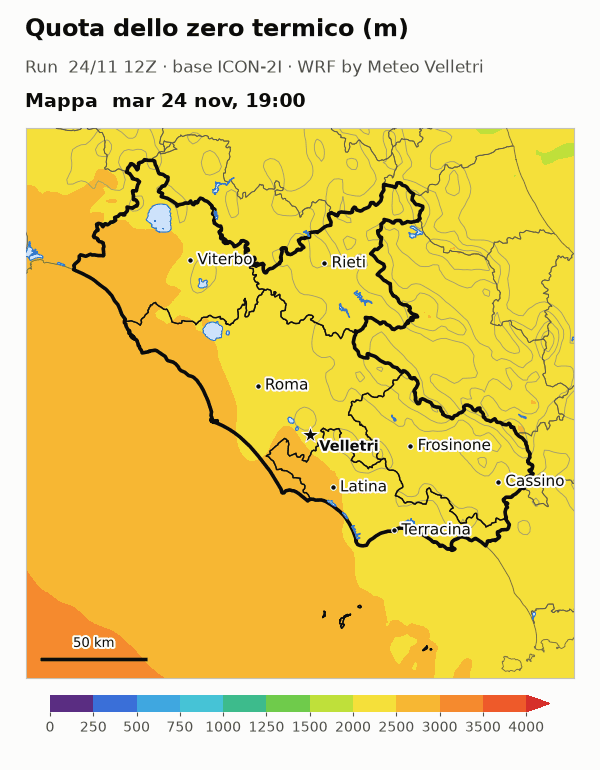 Quota dello zero termico (m)
Run 24/11 12Z · base ICON-2I · WRF by Meteo Velletri
Mappa mar 24 nov, 19:00
Viterbo
Rieti
Roma
Velletri
Frosinone
Cassino
Latina
Terracina
50 km
0 250 500 750 1000 1250 1500 2000 2500 3000 3500 4000